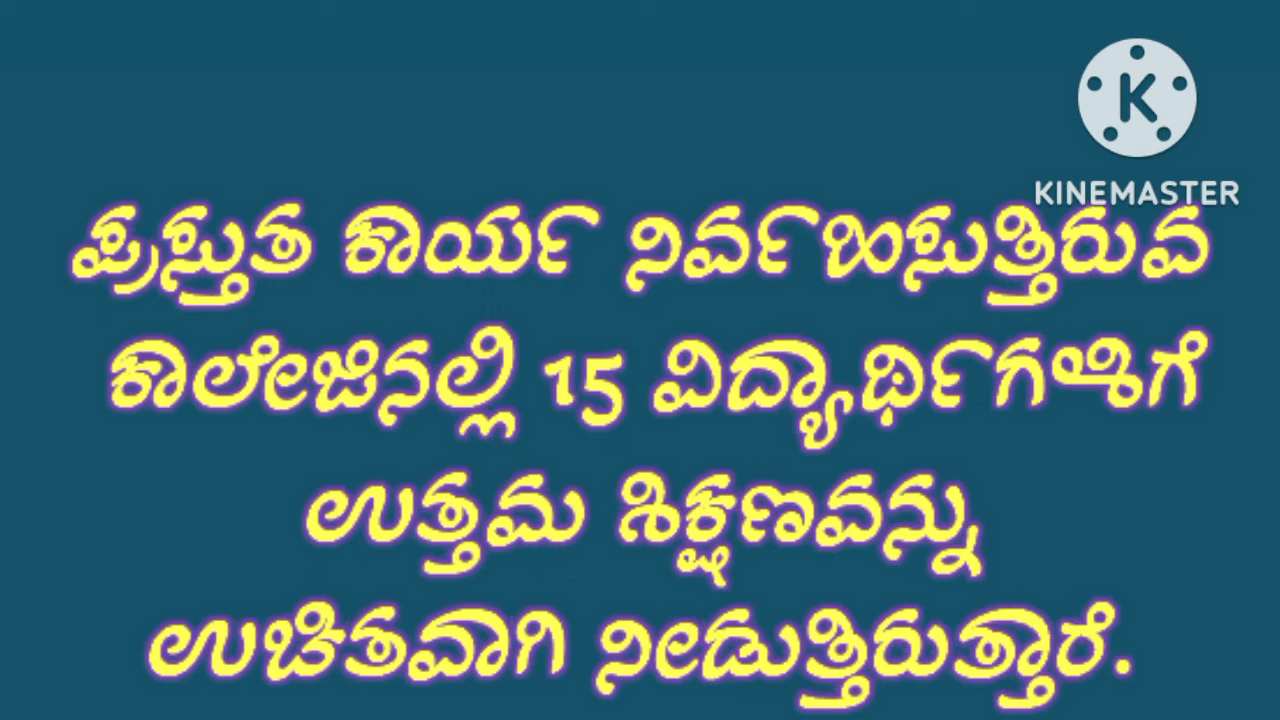 KINEMASTER
ಪ್ರಸ್ತುತ ಕಾರ್ಯ ನಿರ್ವಹಿಸುತ್ತಿರುವ
ಕಾಲೇಜಿನಲ್ಲಿ 15 ವಿದ್ಯಾರ್ಥಿಗಳಿಗೆ
ಉತ್ತಮ ಶಿಕ್ಷಣವನ್ನು
ಉಚಿತವಾಗಿ ನೀಡುತ್ತಿರುತ್ತಾರೆ.